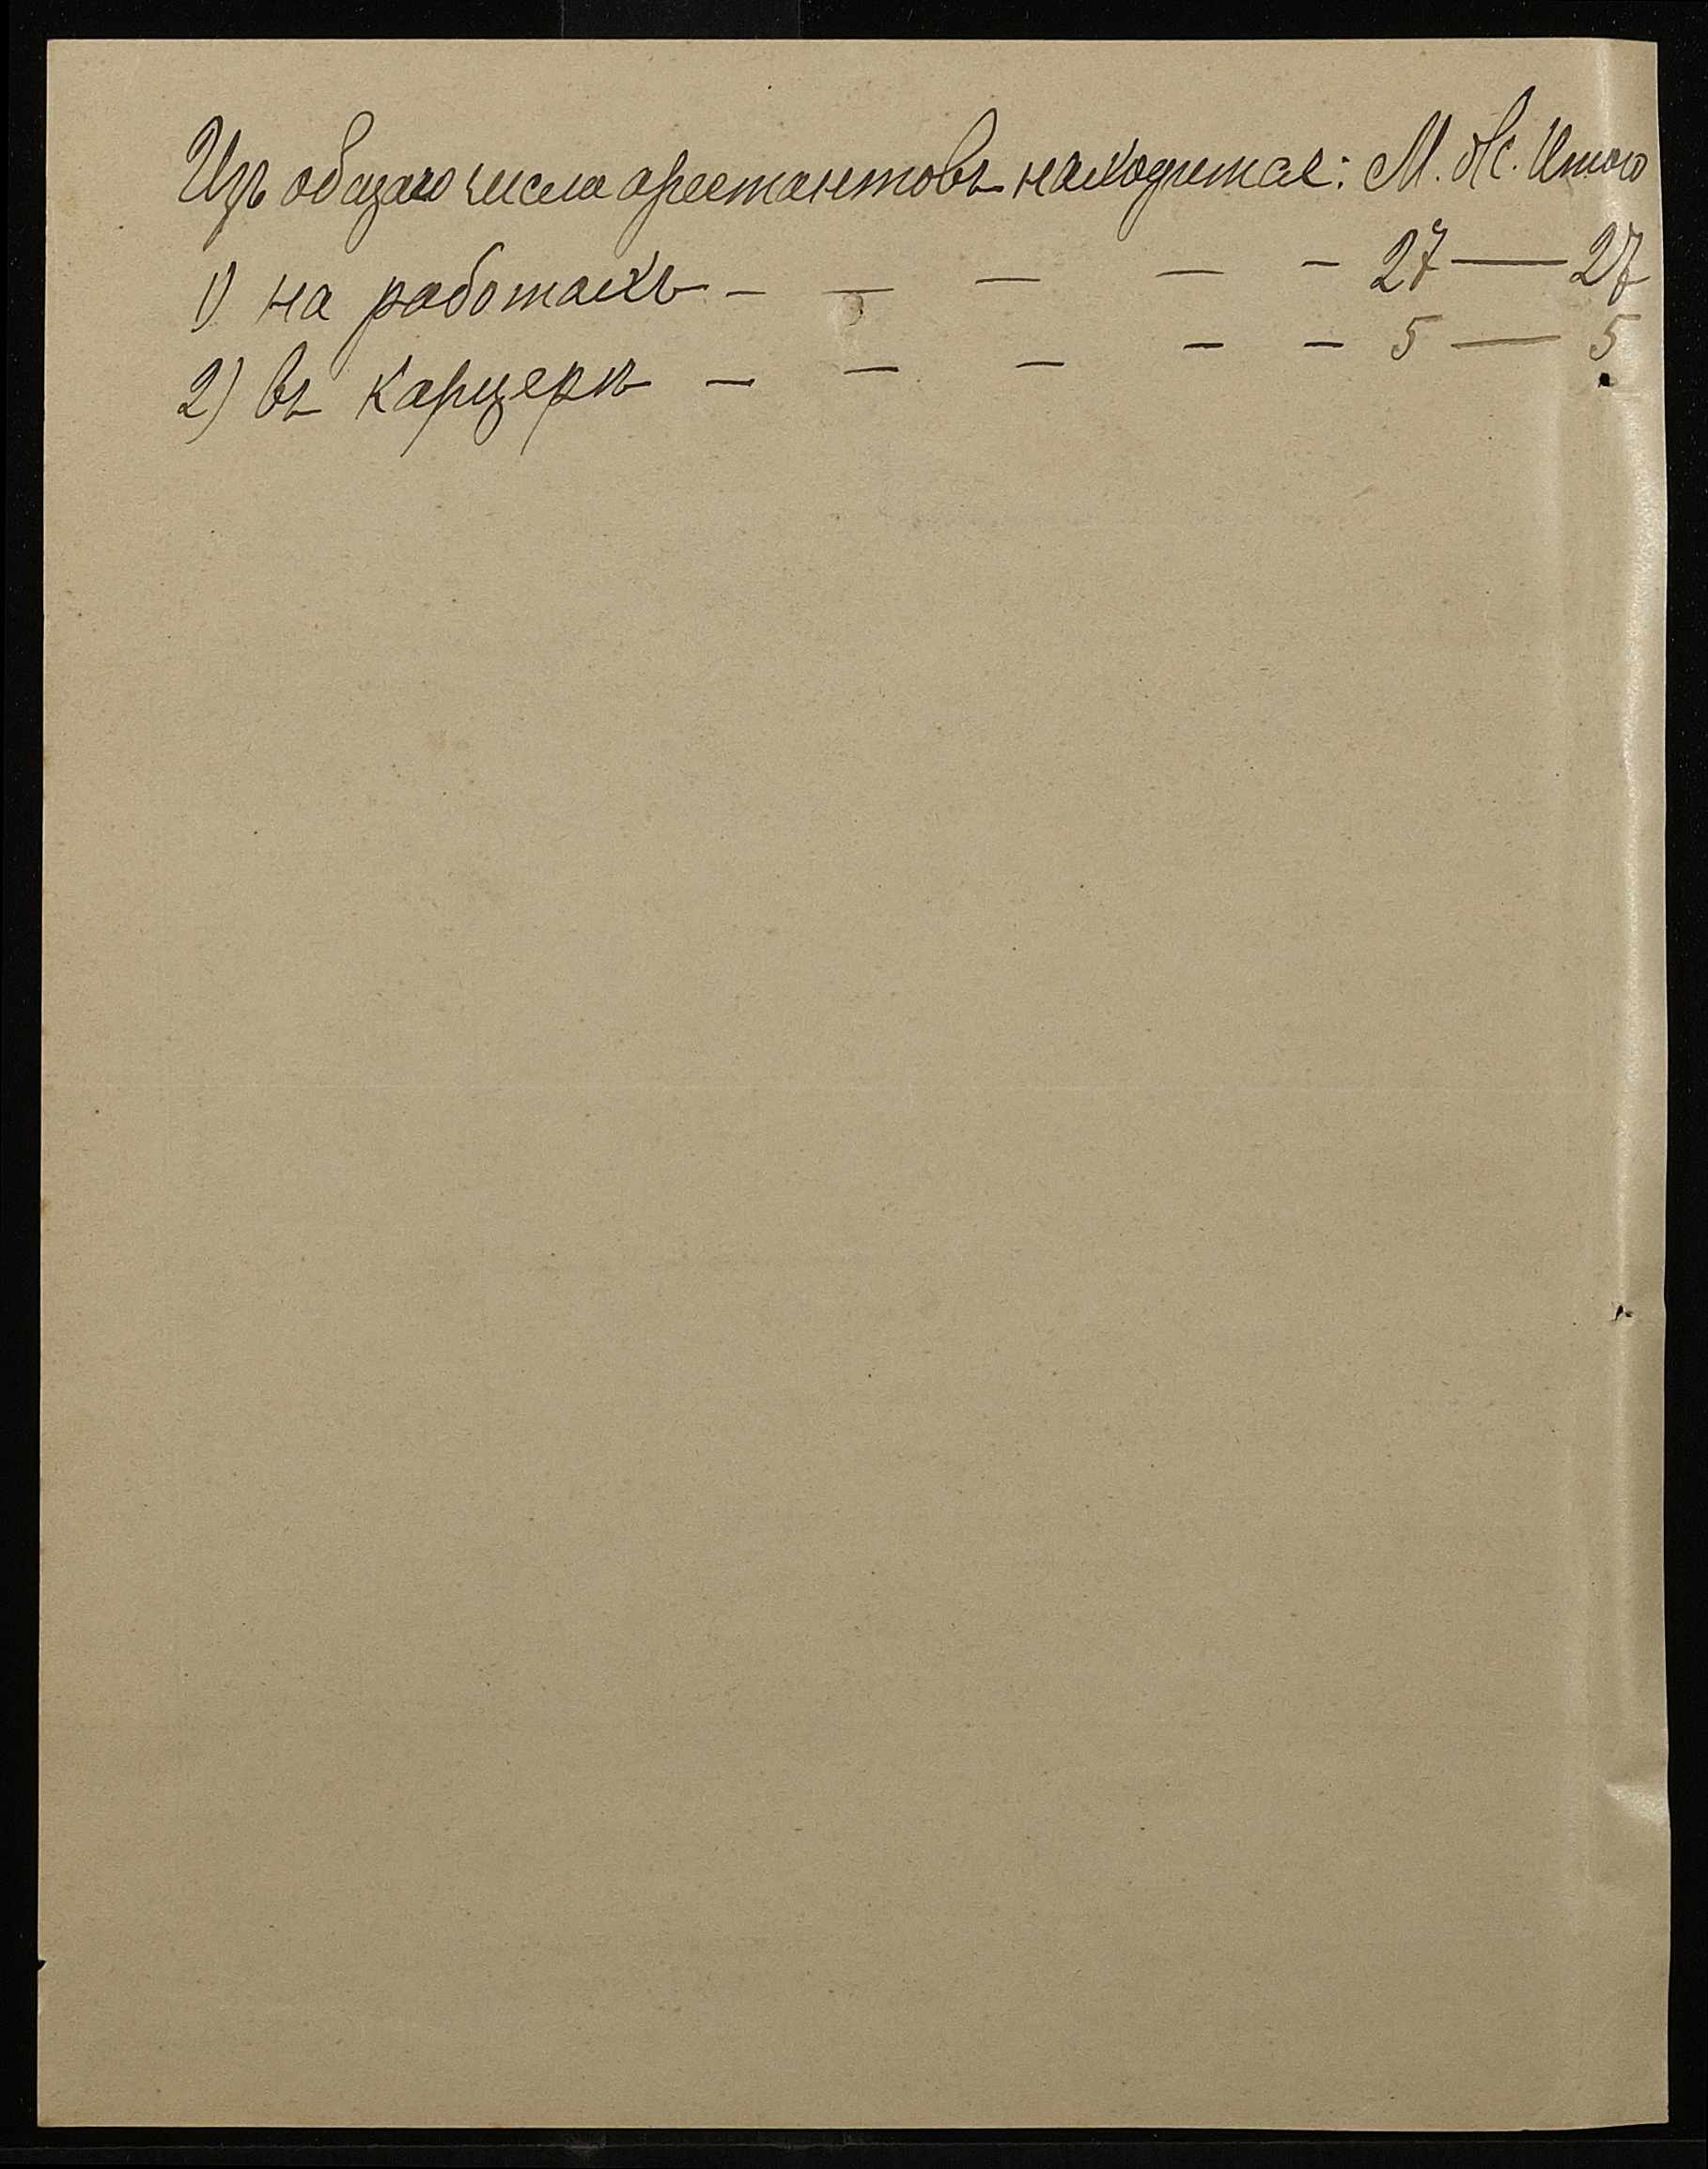 Изъ общаго числа арестантовъ находится: М. Ж. Итого
1) на работахъ — — — — — 27 — 27
2) въ карцерѣ — — — — — 5 — 5